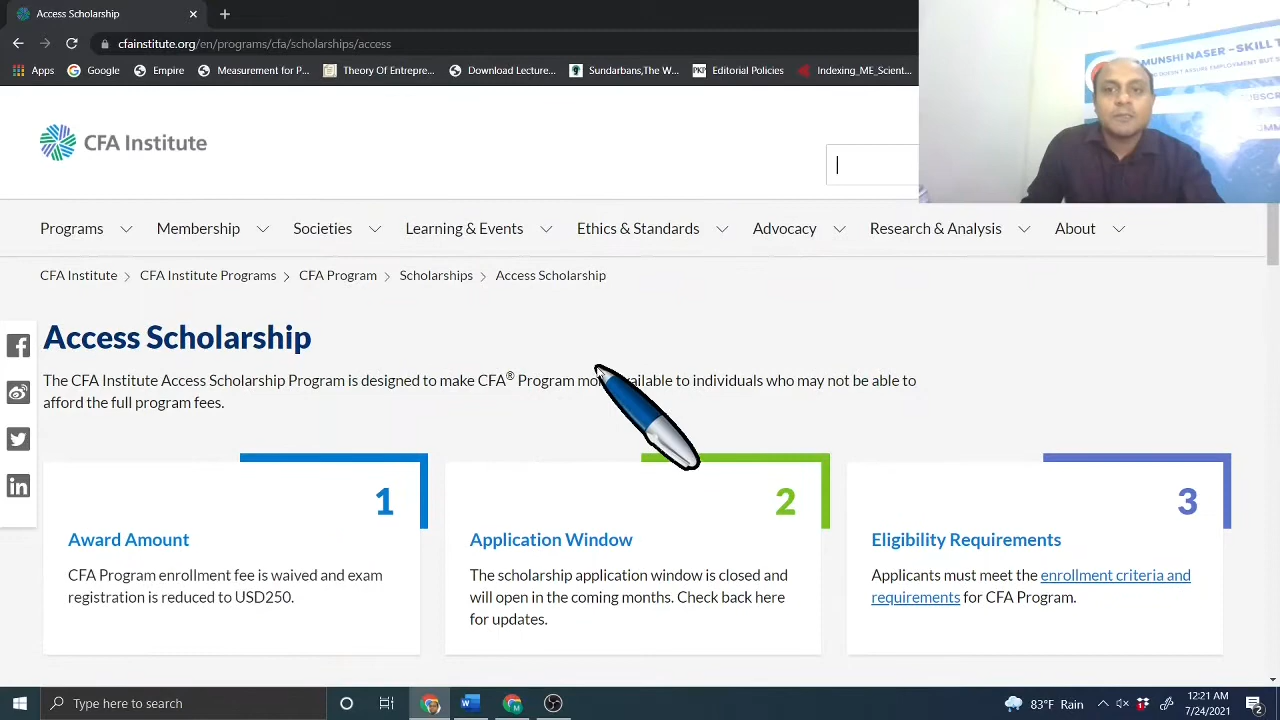 Access Scholarship
cfainstitute.org/en/programs/cfa/scholarships/access
Apps
Google
Empire
Measurement for P...
Theory Of Entrepre...
Editorial Policies
Indexing_ME_Scient...
MUNSHI NASER - SKILL T
CFA Institute
Programs
Membership
Societies
Learning & Events
Ethics & Standards
Advocacy
Research & Analysis
About
CFA Institute > CFA Institute Programs > CFA Program > Scholarships > Access Scholarship
Access Scholarship
The CFA Institute Access Scholarship Program is designed to make CFA® Program available to individuals who may not be able to
afford the full program fees.
1
Award Amount
CFA Program enrollment fee is waived and exam
registration is reduced to USD250.
2
Application Window
The scholarship application window is closed and
will open in the coming months. Check back here
for updates.
3
Eligibility Requirements
Applicants must meet the enrollment criteria and
requirements for CFA Program.
Type here to search
83°F Rain
12:21 AM
7/24/2021
2